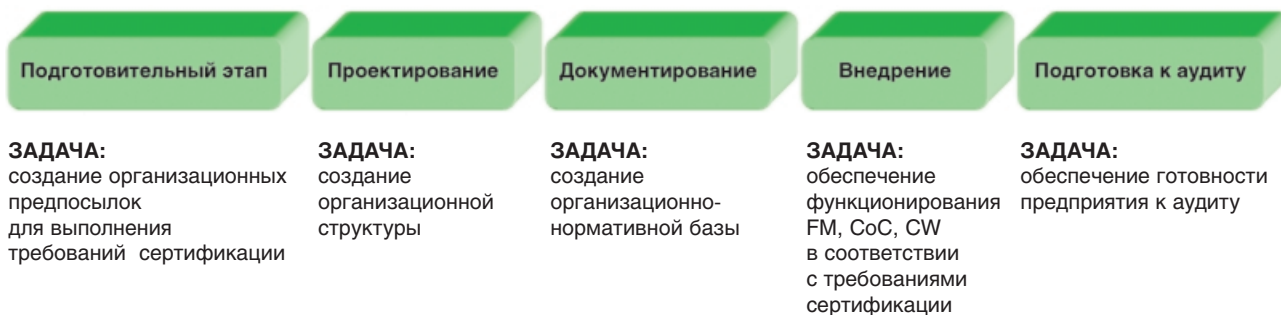 Подготовительный этап
Проектирование
Документирование
Внедрение
Подготовка к аудиту
ЗАДАЧА:
создание организационных
предпосылок
для выполнения
требований сертификации
ЗАДАЧА:
создание
организационной
структуры
ЗАДАЧА:
создание
организационно-
нормативной базы
ЗАДАЧА:
обеспечение
функционирования
FM, CoC, CW
в соответствии
с требованиями
сертификации
ЗАДАЧА:
обеспечение готовности
предприятия к аудиту